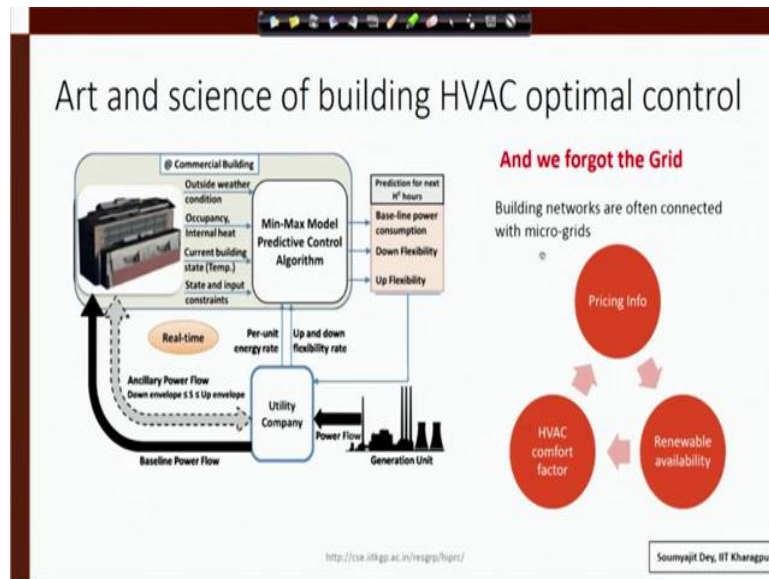 Art and science of building HVAC optimal control
@ Commercial Building
Outside weather
condition
Occupancy,
Internal heat
Current building
state (Temp.)
State and input
constraints
Min-Max Model
Predictive Control
Algorithm
Prediction for next
hours
Base-line power
consumption
Down Flexibility
Up Flexibility
Real-time
Per-unit
energy rate
Up and down
flexibility rate
Ancillary Power Flow
Down envelope ≤ S ≤ Up envelope
Utility
Company
Power Flow
Baseline Power Flow
Generation Unit
And we forgot the Grid
Building networks are often connected
with micro-grids
Pricing Info
HVAC
comfort
factor
Renewable
availability
http://cse.iitkgp.ac.in/resgrp/hiprc/
Soumyajit Dey, IIT Kharagpu